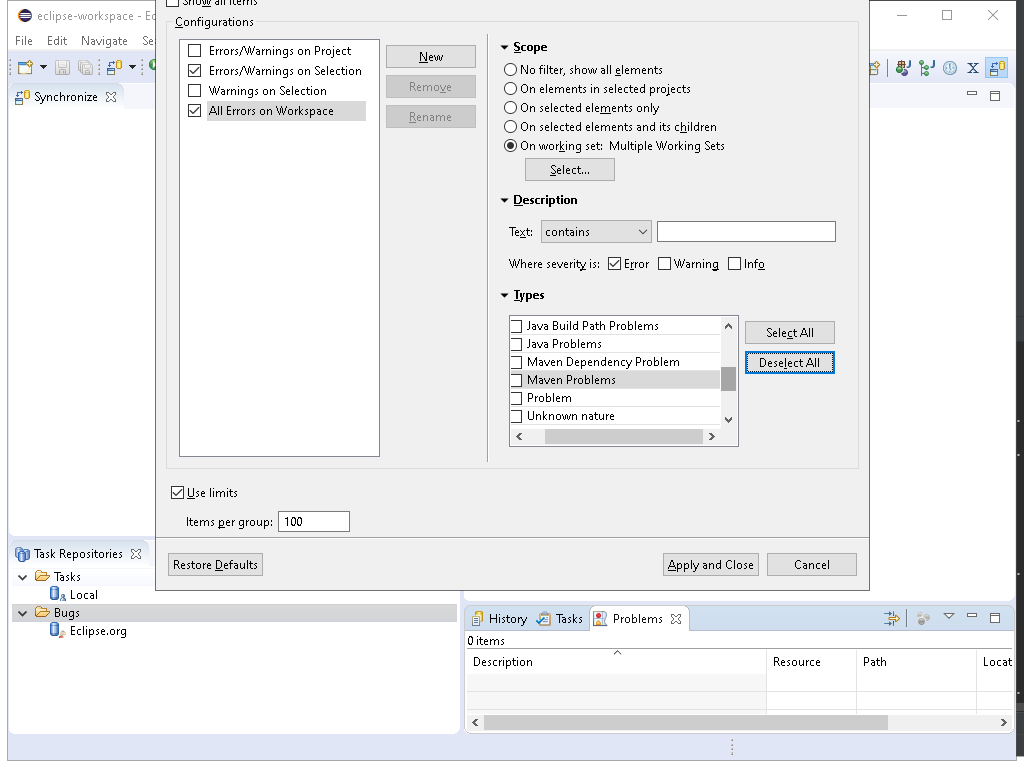 eclipse-workspace - Ec
Show all items
File Edit Navigate Se
Configurations
Errors/Warnings on Project
Errors/Warnings on Selection
Warnings on Selection
All Errors on Workspace
New
Remove
Rename
Scope
No filter, show all elements
On elements in selected projects
On selected elements only
On selected elements and its children
On working set: Multiple Working Sets
Select...
Description
Text: contains
Where severity is: Error Warning Info
Types
Java Build Path Problems
Java Problems
Maven Dependency Problem
Maven Problems
Problem
Unknown nature
Select All
Deselect All
Use limits
Items per group: 100
Restore Defaults
Apply and Close
Cancel
Synchronize
Task Repositories
Tasks
Local
Bugs
Eclipse.org
History Tasks Problems
0 items
Description Resource Path Locat